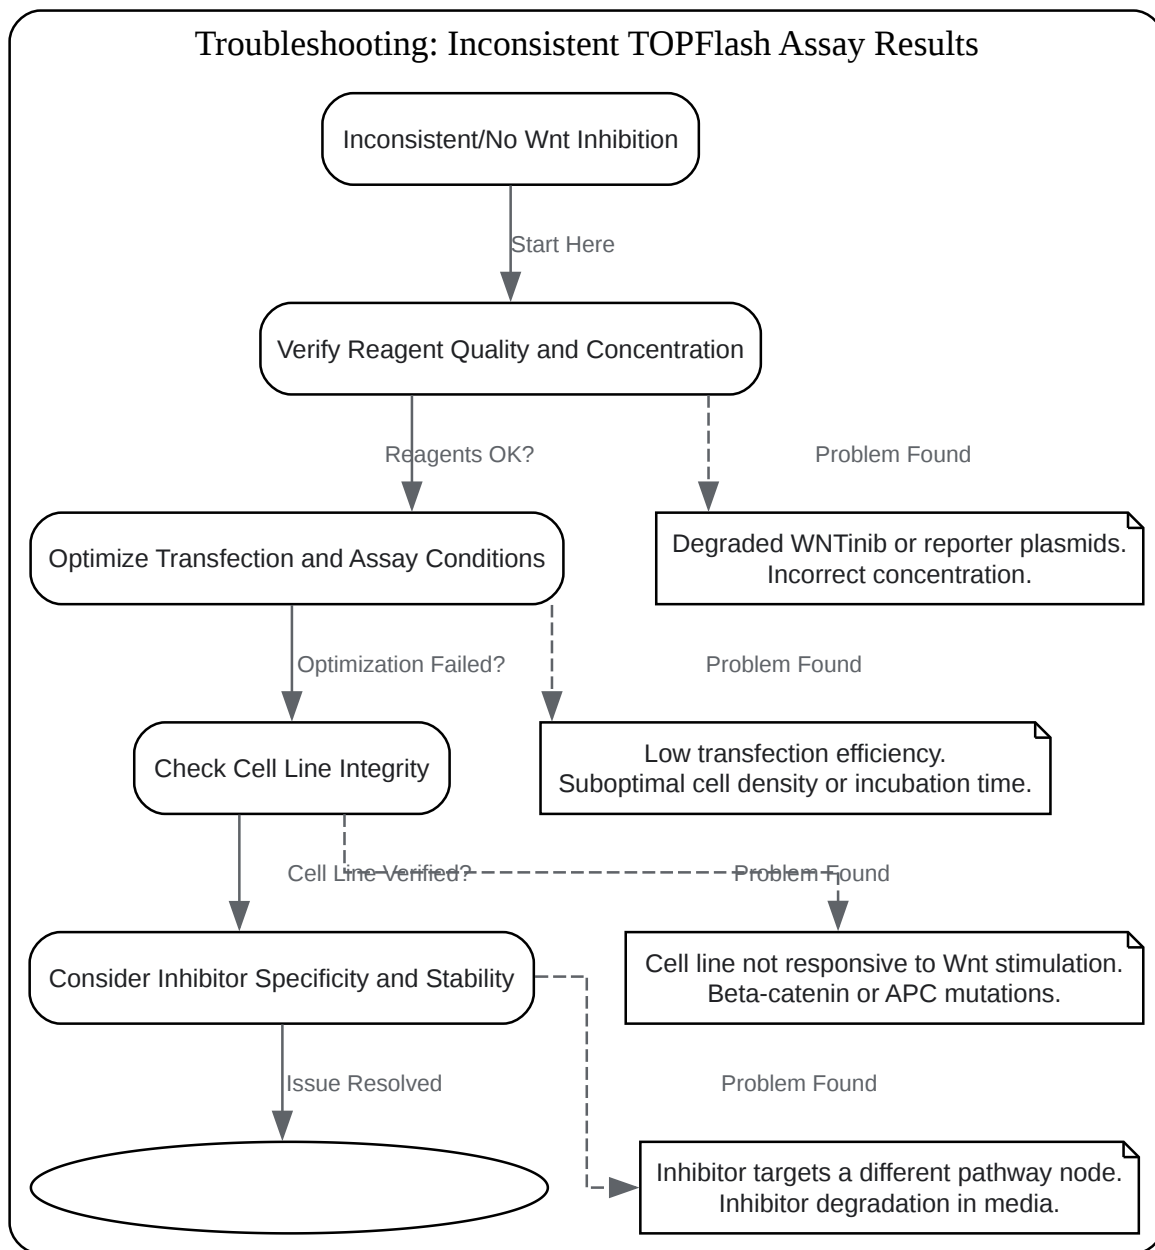 Troubleshooting: Inconsistent TOPFlash Assay Results
Inconsistent/No Wnt Inhibition
Start Here
Verify Reagent Quality and Concentration
Reagents OK?
Problem Found
Optimize Transfection and Assay Conditions
Degraded WNTinib or reporter plasmids.
Incorrect concentration.
Optimization Failed?
Problem Found
Check Cell Line Integrity
Low transfection efficiency.
Suboptimal cell density or incubation time.
Cell Line Verified?
Problem Found
Consider Inhibitor Specificity and Stability
Cell line not responsive to Wnt stimulation.
Beta-catenin or APC mutations.
Issue Resolved
Problem Found
Inhibitor targets a different pathway node.
Inhibitor degradation in media.